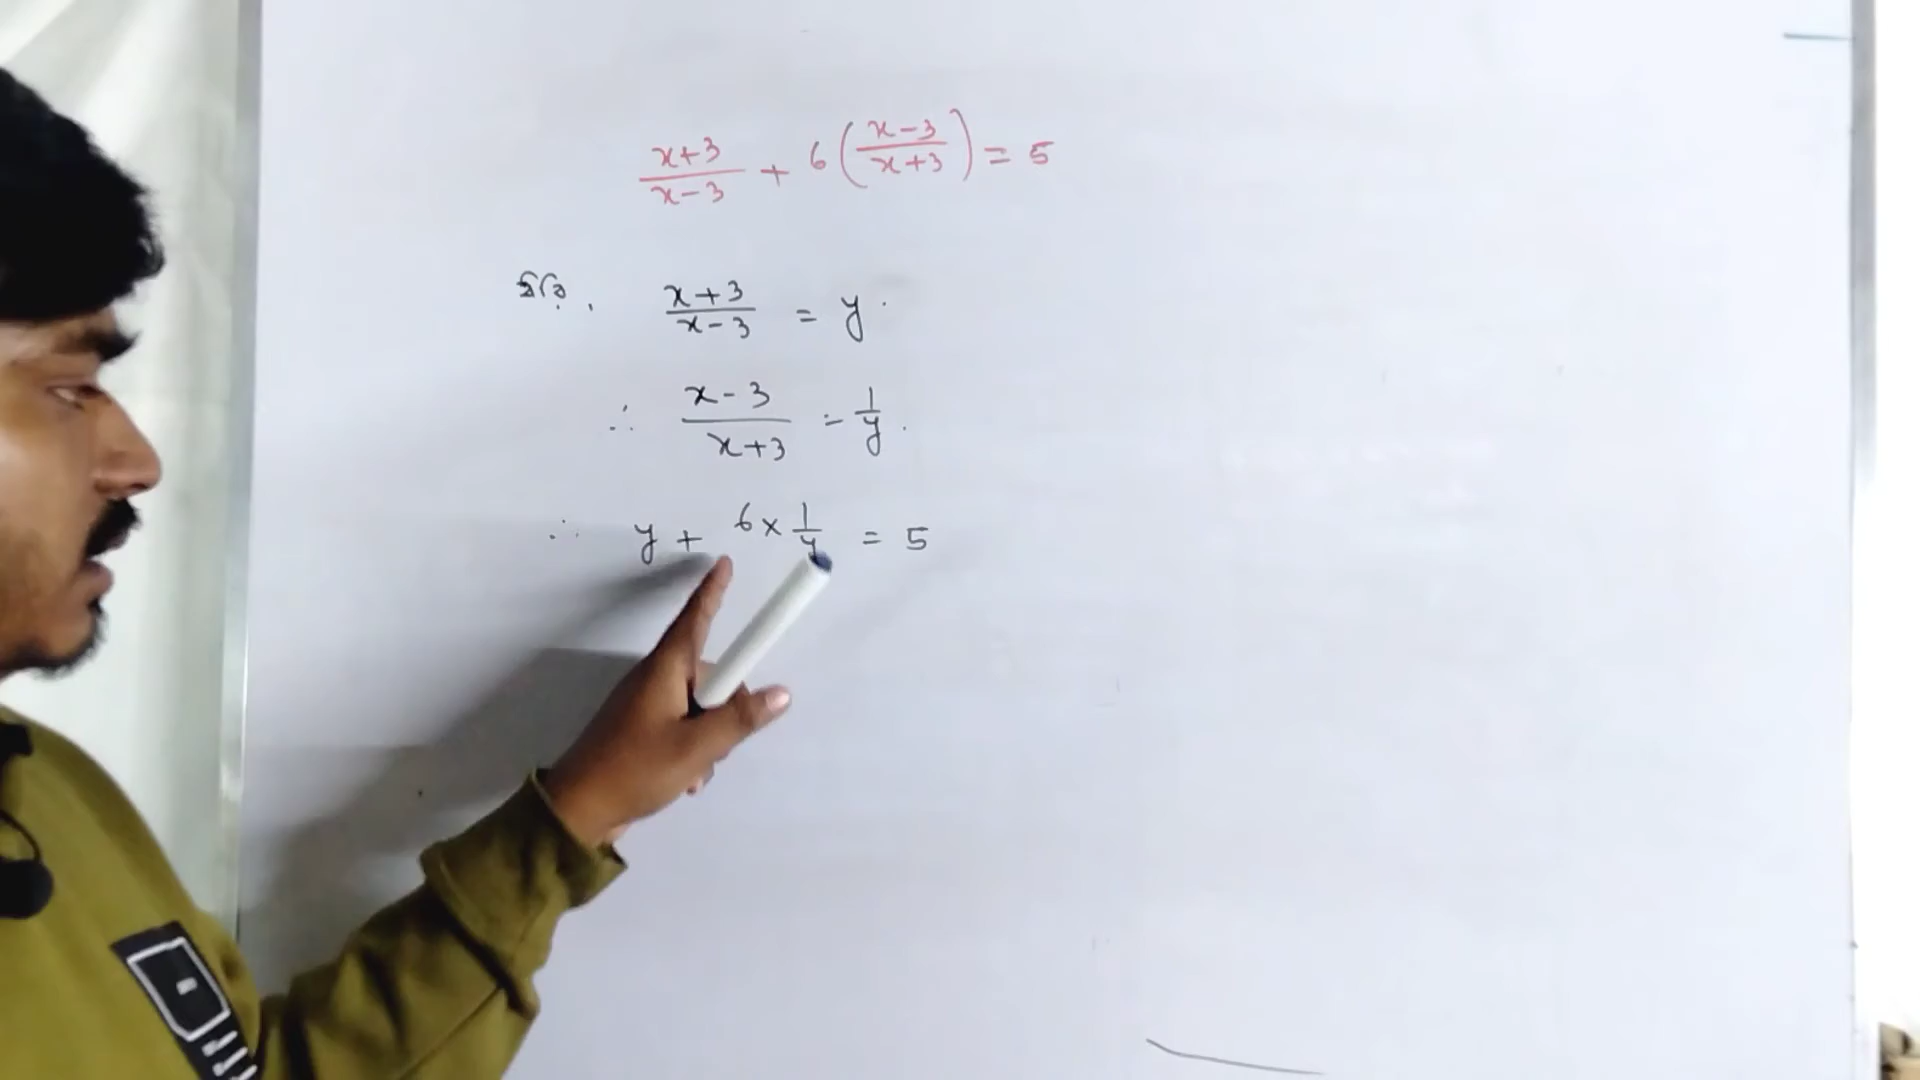 (x+3)/(x-3) + 6((x-3)/(x+3)) = 5
ধরি, (x+3)/(x-3) = y.
∴ (x-3)/(x+3) = 1/y.
∴ y + 6 × 1/y = 5